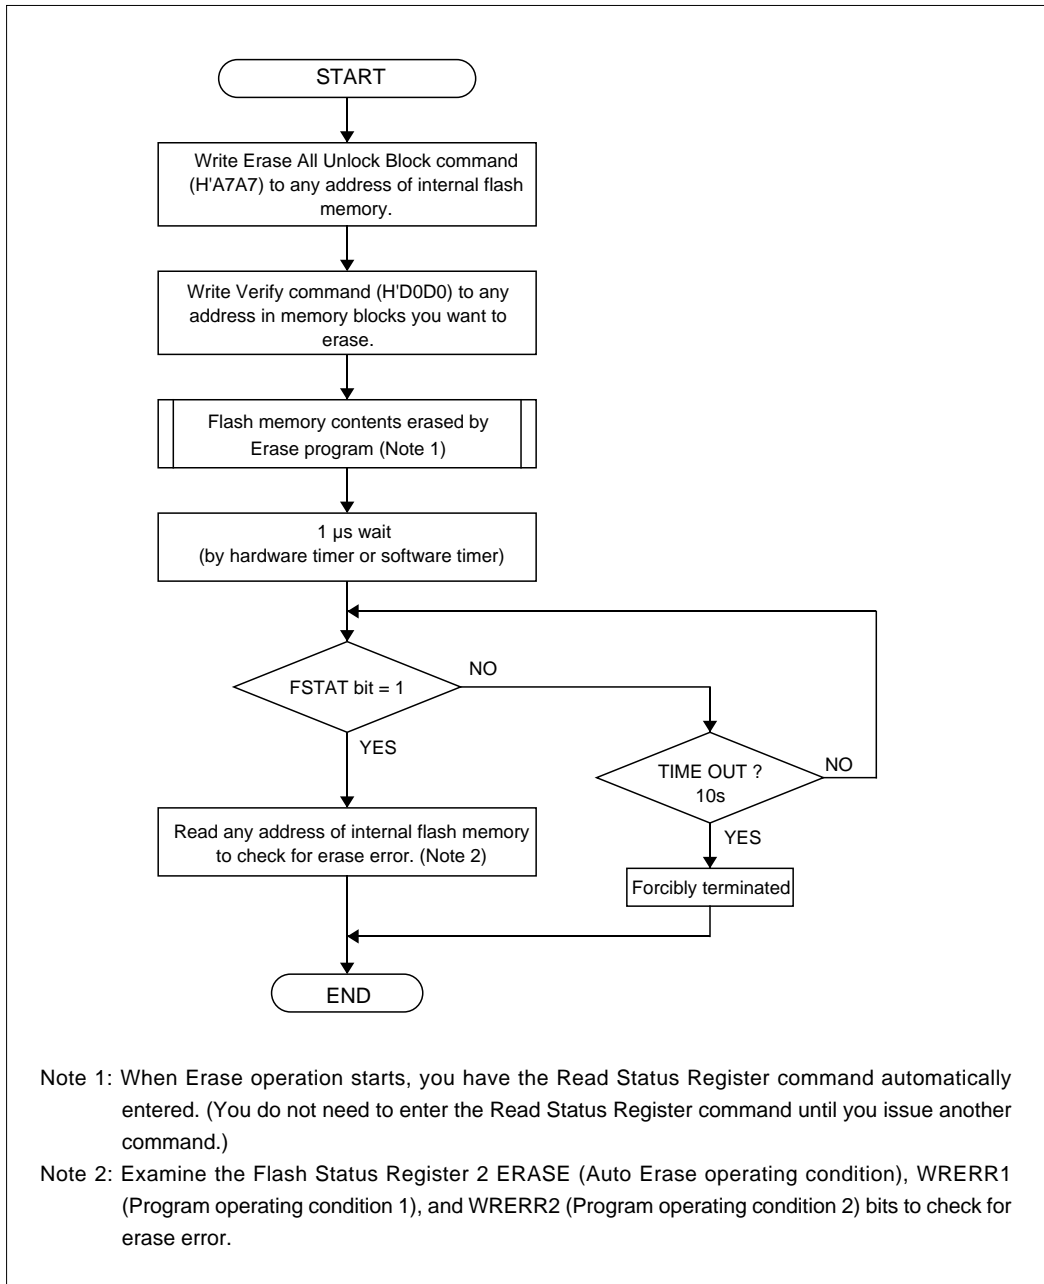 START
Write Erase All Unlock Block command
(H'A7A7) to any address of internal flash
memory.
Write Verify command (H'D0D0) to any
address in memory blocks you want to
erase.
Flash memory contents erased by
Erase program (Note 1)
1 µs wait
(by hardware timer or software timer)
FSTAT bit = 1
NO
YES
TIME OUT ?
10s
NO
YES
Read any address of internal flash memory
to check for erase error. (Note 2)
Forcibly terminated
END
Note 1: When Erase operation starts, you have the Read Status Register command automatically
entered. (You do not need to enter the Read Status Register command until you issue another
command.)
Note 2: Examine the Flash Status Register 2 ERASE (Auto Erase operating condition), WRERR1
(Program operating condition 1), and WRERR2 (Program operating condition 2) bits to check for
erase error.